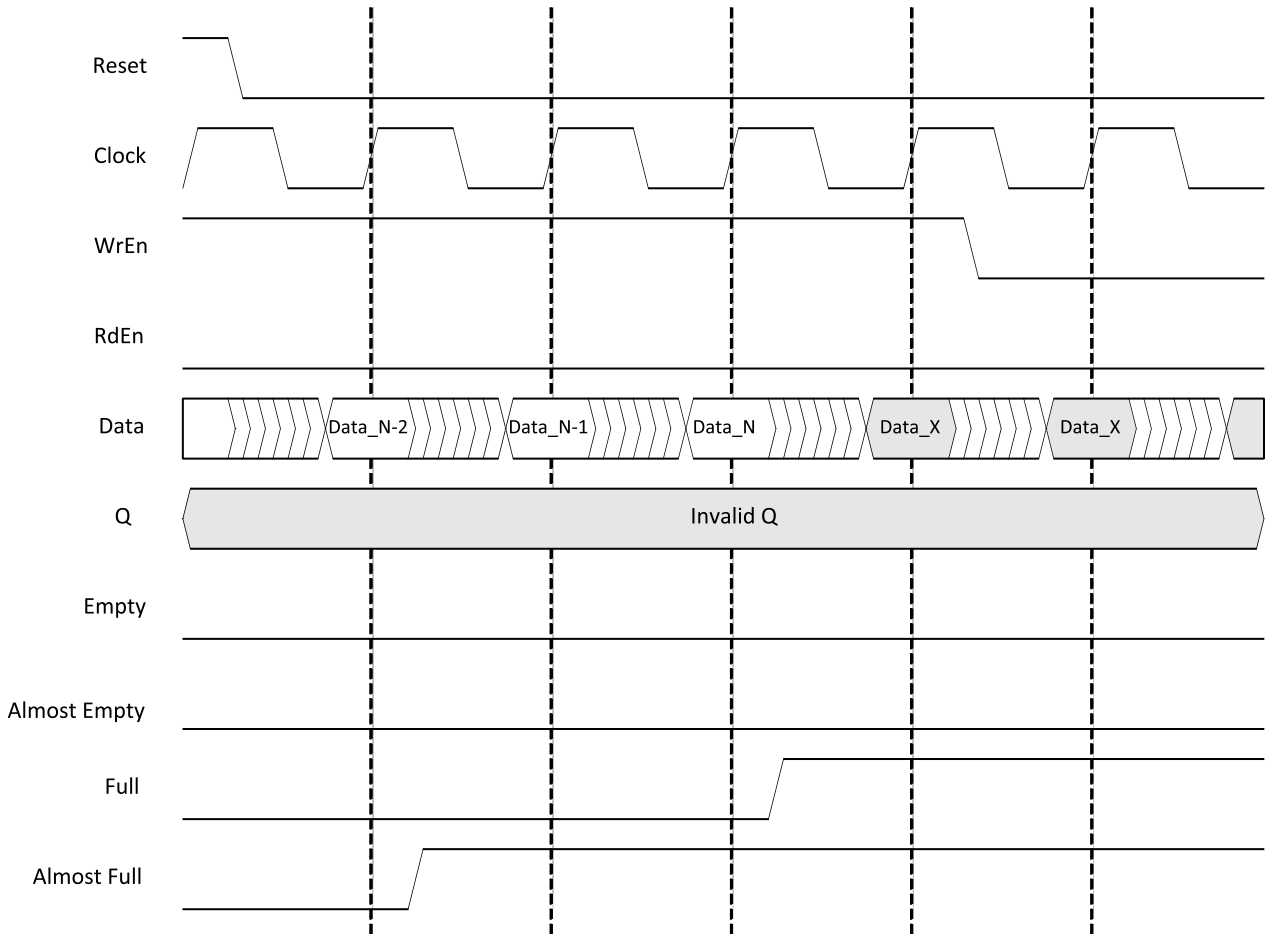 Reset
Clock
WrEn
RdEn
Data
Data_N-2 Data_N-1 Data_N Data_X Data_X
Q
Invalid Q
Empty
Almost Empty
Full
Almost Full